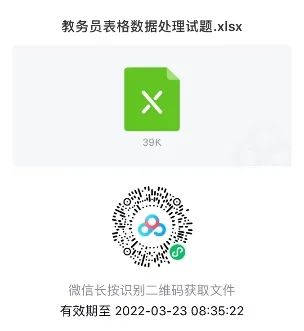 教务员表格数据处理试题.xlsx
39K
微信长按识别二维码获取文件
有效期至 2022-03-23 08:35:22